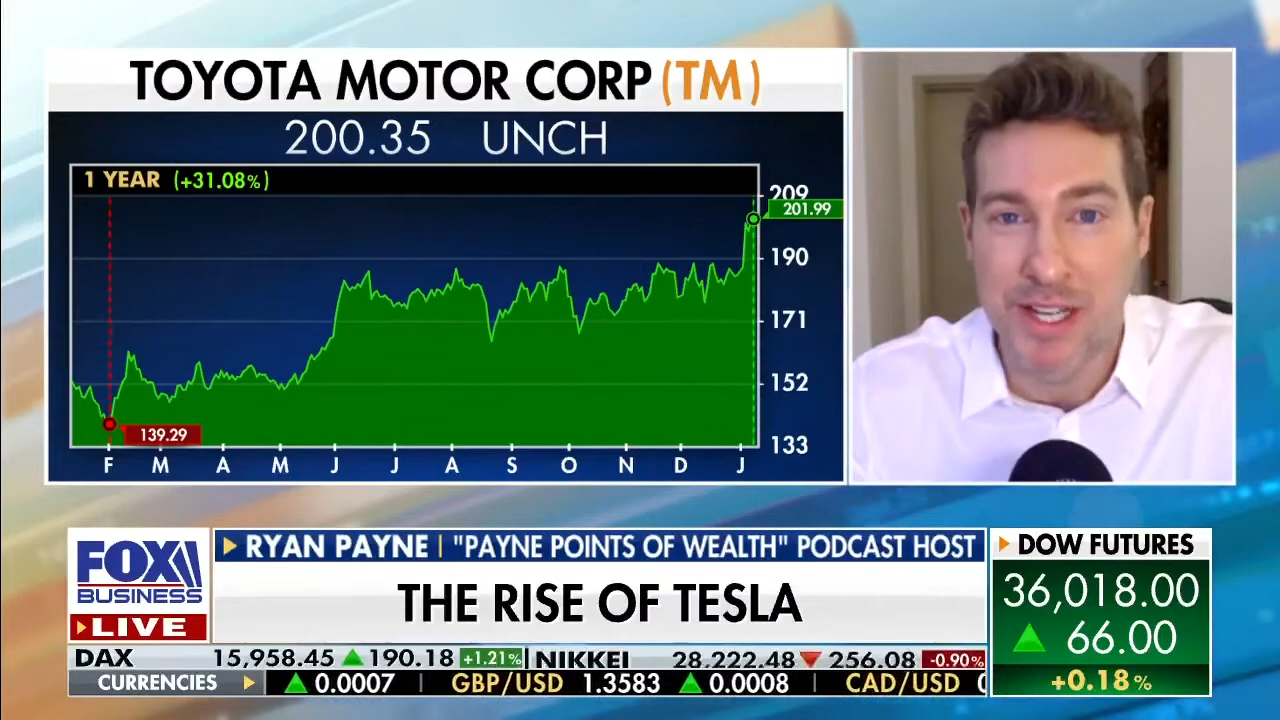 TOYOTA MOTOR CORP (TM)
200.35 UNCH
1 YEAR (+31.08%)
209
201.99
190
171
152
133
139.29
F M A M J J A S O N D J
FOX
BUSINESS
LIVE
RYAN PAYNE | "PAYNE POINTS OF WEALTH" PODCAST HOST
THE RISE OF TESLA
DOW FUTURES
36,018.00
66.00
+0.18%
DAX 15,958.45 190.18 +1.21% NIKKEI 28,222.48 256.08 -0.90%
CURRENCIES 0.0007 | GBP/USD 1.3583 0.0008 | CAD/USD